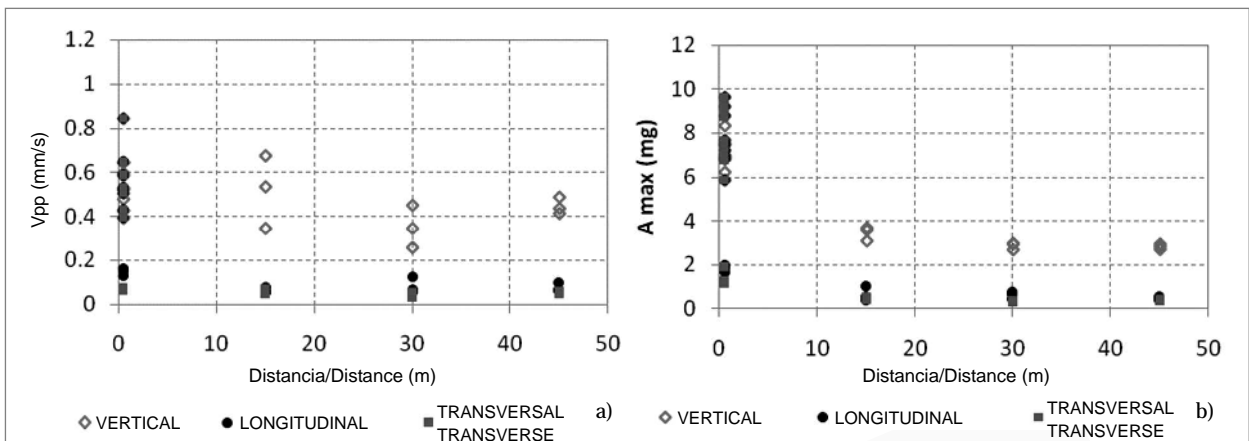 1.2
1
0.8
0.6
0.4
0.2
0
Vpp (mm/s)
0 10 20 30 40 50
Distancia/Distance (m)
VERTICAL LONGITUDINAL TRANSVERSAL
TRANSVERSE
a)
12
10
8
6
4
2
0
A max (mg)
0 10 20 30 40 50
Distancia/Distance (m)
VERTICAL LONGITUDINAL TRANSVERSAL
TRANSVERSE
b)